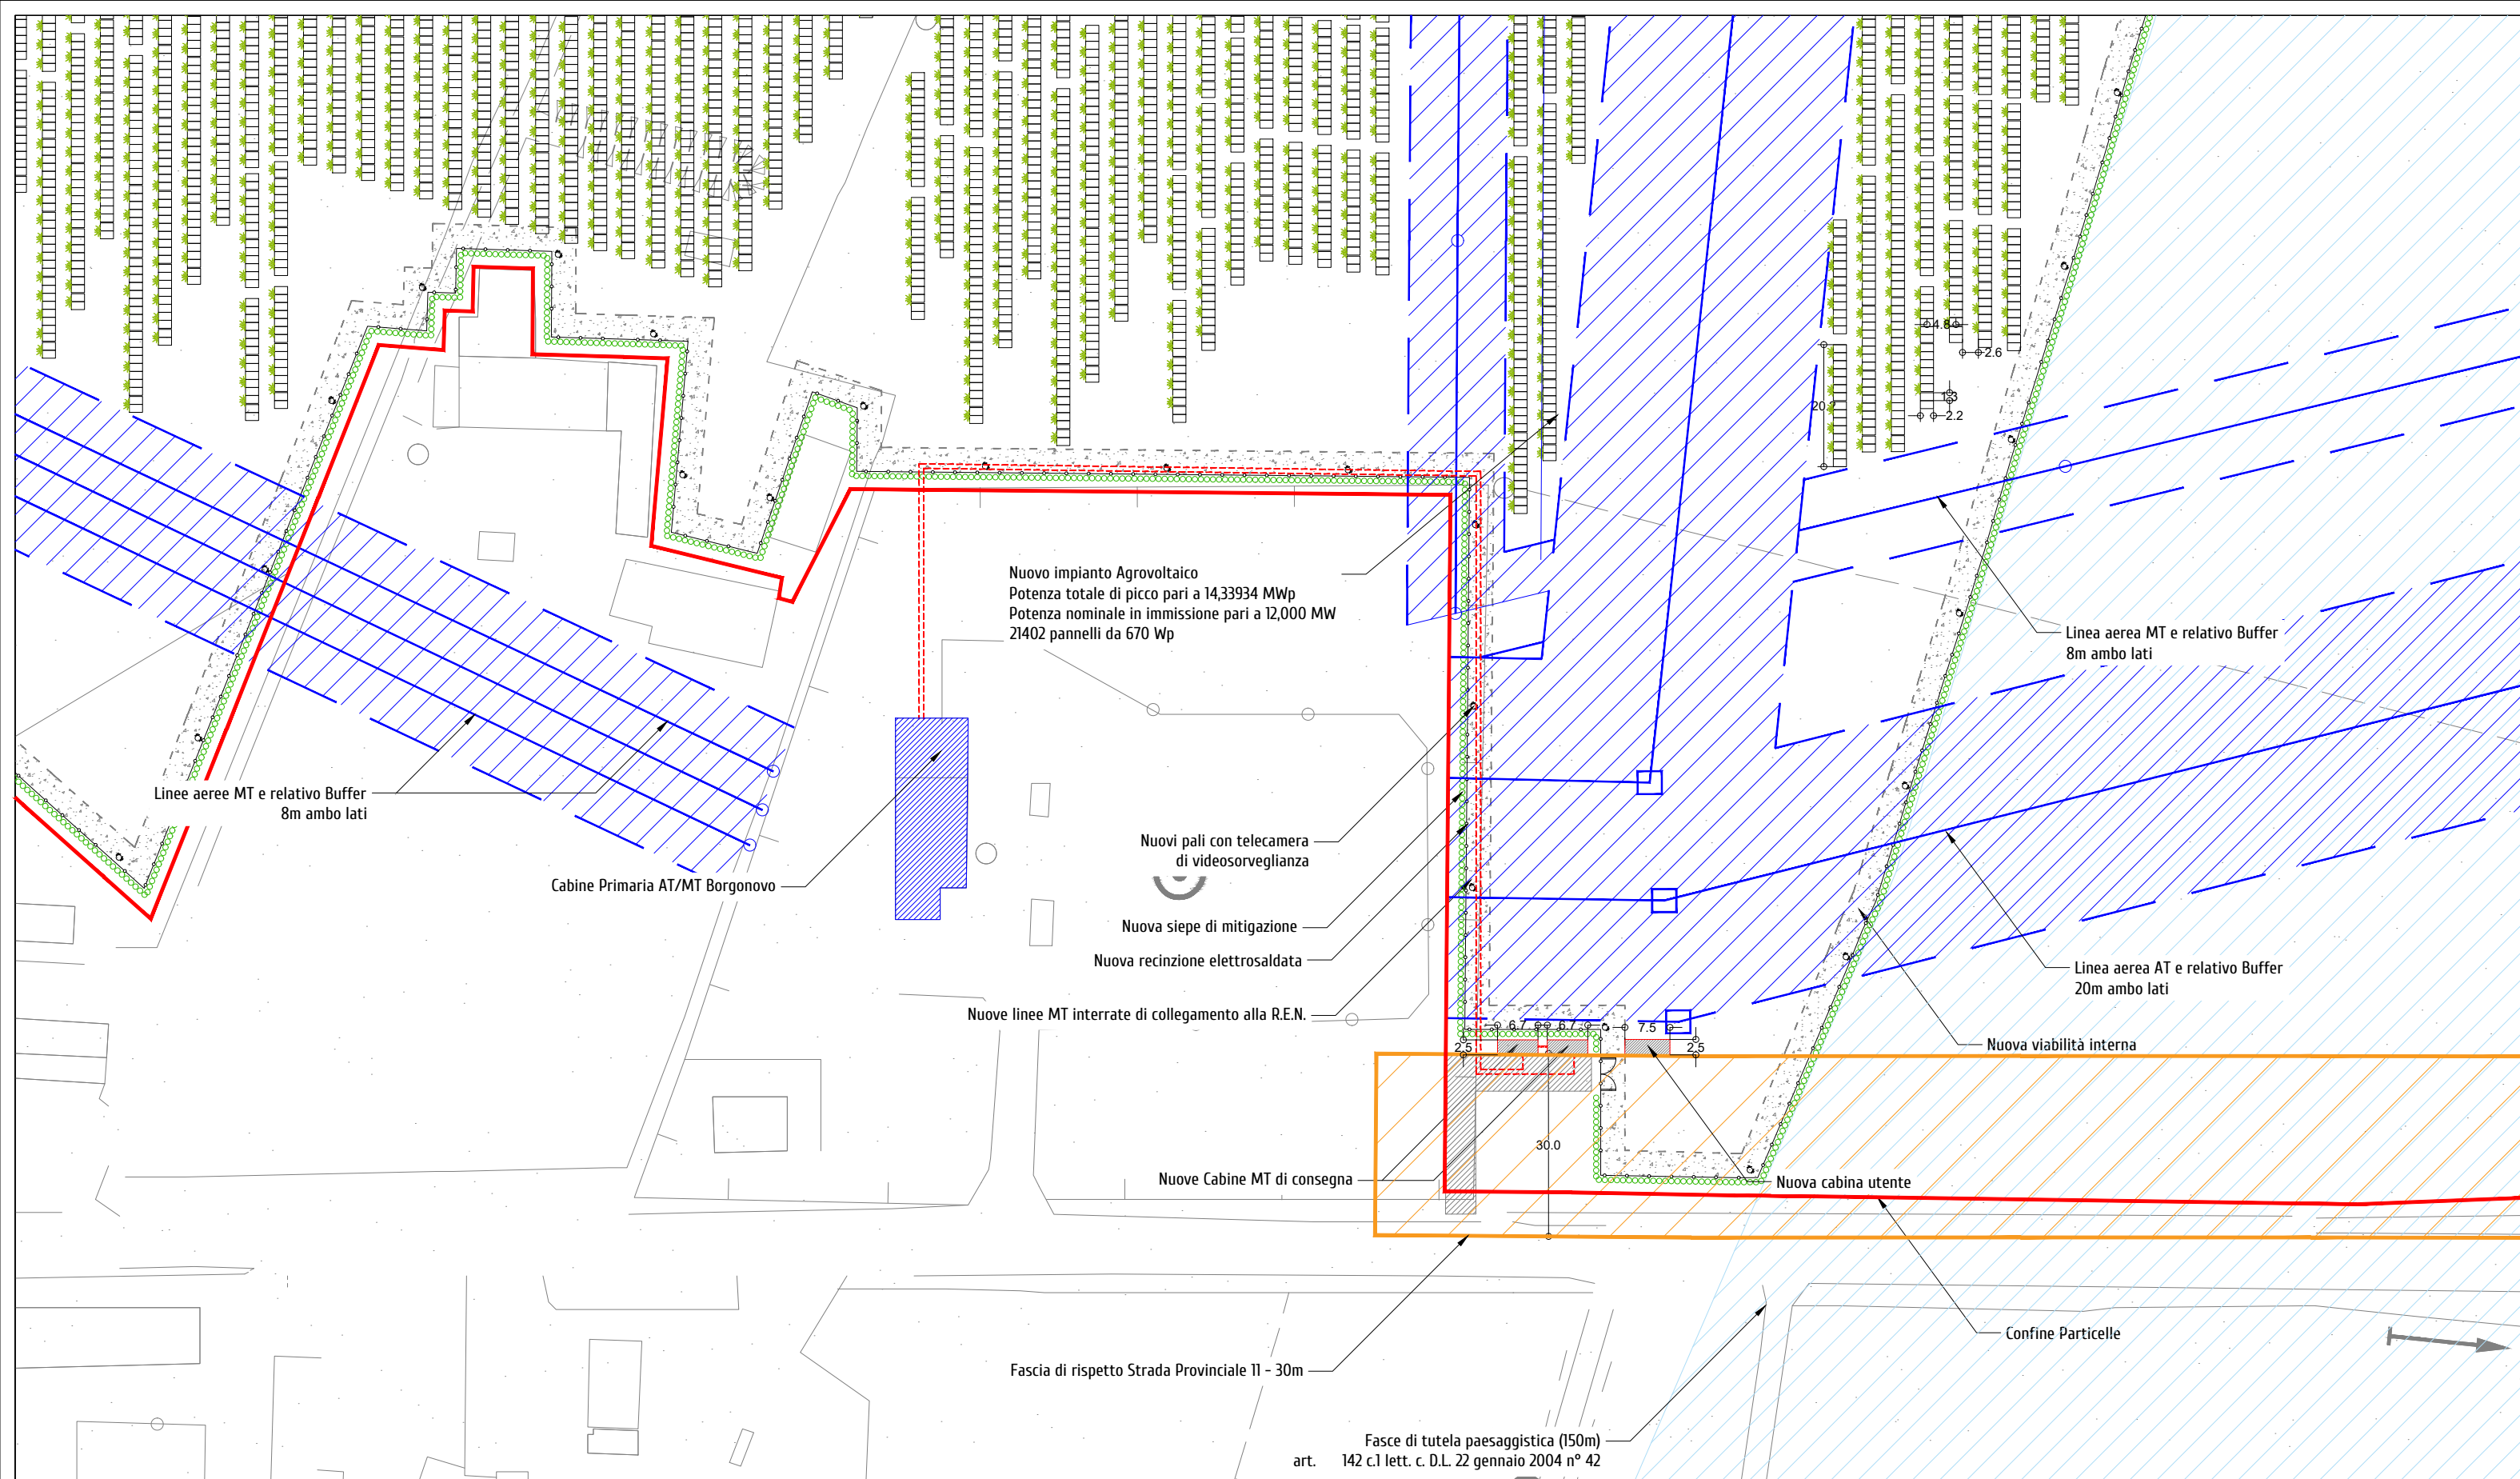 4.8
2.6
1.3
2.2
Nuovo impianto Agrovoltaico
Potenza totale di picco pari a 14,33934 MWp
Potenza nominale in immissione pari a 12,000 MW
21402 pannelli da 670 Wp
Linea aerea MT e relativo Buffer
8m ambo lati
Linee aeree MT e relativo Buffer
8m ambo lati
Nuovi pali con telecamera
di videosorveglianza
Cabine Primaria AT/MT Borgonovo
Nuova siepe di mitigazione
Nuova recinzione elettrosaldata
Linea aerea AT e relativo Buffer
20m ambo lati
Nuove linee MT interrate di collegamento alla R.E.N.
6.7
6.7
7.5
2.5
2.5
Nuova viabilità interna
30.0
Nuove Cabine MT di consegna
Nuova cabina utente
Confine Particelle
Fascia di rispetto Strada Provinciale 11 - 30m
Fasce di tutela paesaggistica (150m)
art. 142 c.1 lett. c. D.L. 22 gennaio 2004 n° 42